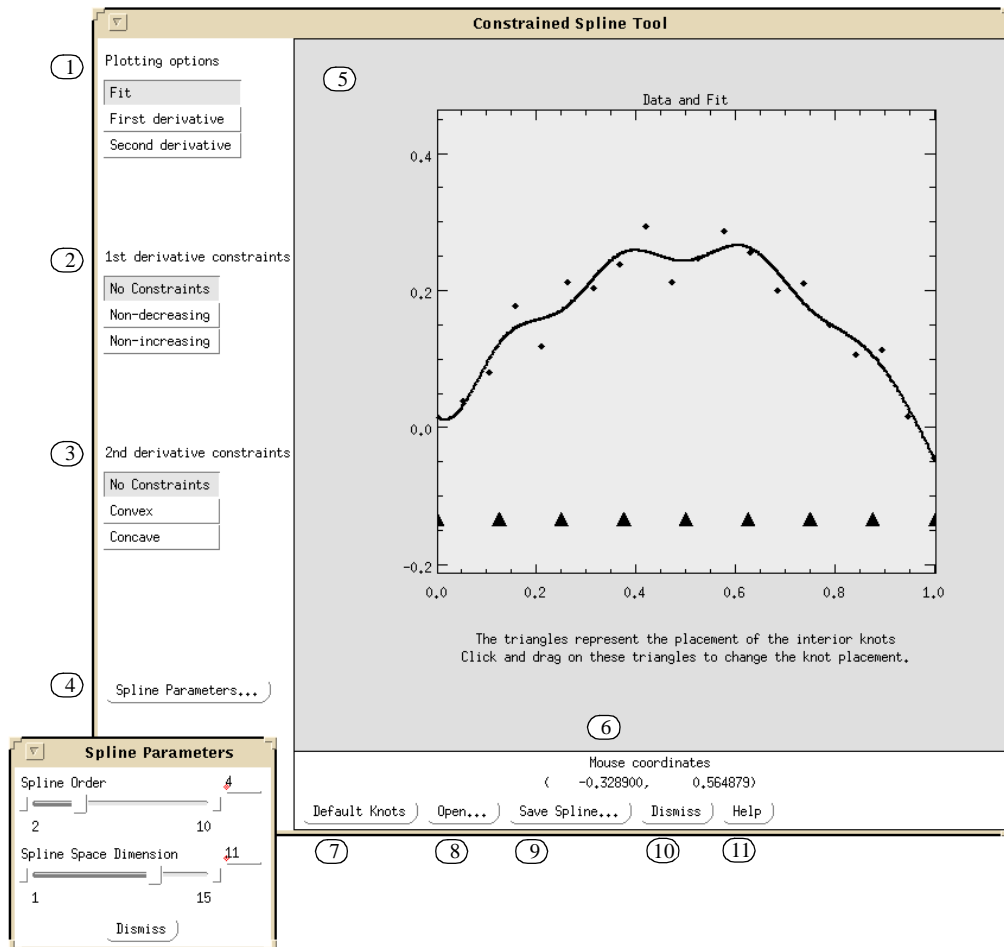 Constrained Spline Tool
1 Plotting options
Fit
First derivative
Second derivative
2 1st derivative constraints
No Constraints
Non-decreasing
Non-increasing
3 2nd derivative constraints
No Constraints
Convex
Concave
4 Spline Parameters...
5
Data and Fit
0.4
0.2
0.0
-0.2
0.0 0.2 0.4 0.6 0.8 1.0
The triangles represent the placement of the interior knots
Click and drag on these triangles to change the knot placement.
6
Mouse coordinates
( -0.328900, 0.564879)
Default Knots Open... Save Spline... Dismiss Help
7 8 9 10 11
Spline Parameters
Spline Order 4
2 10
Spline Space Dimension 11
1 15
Dismiss